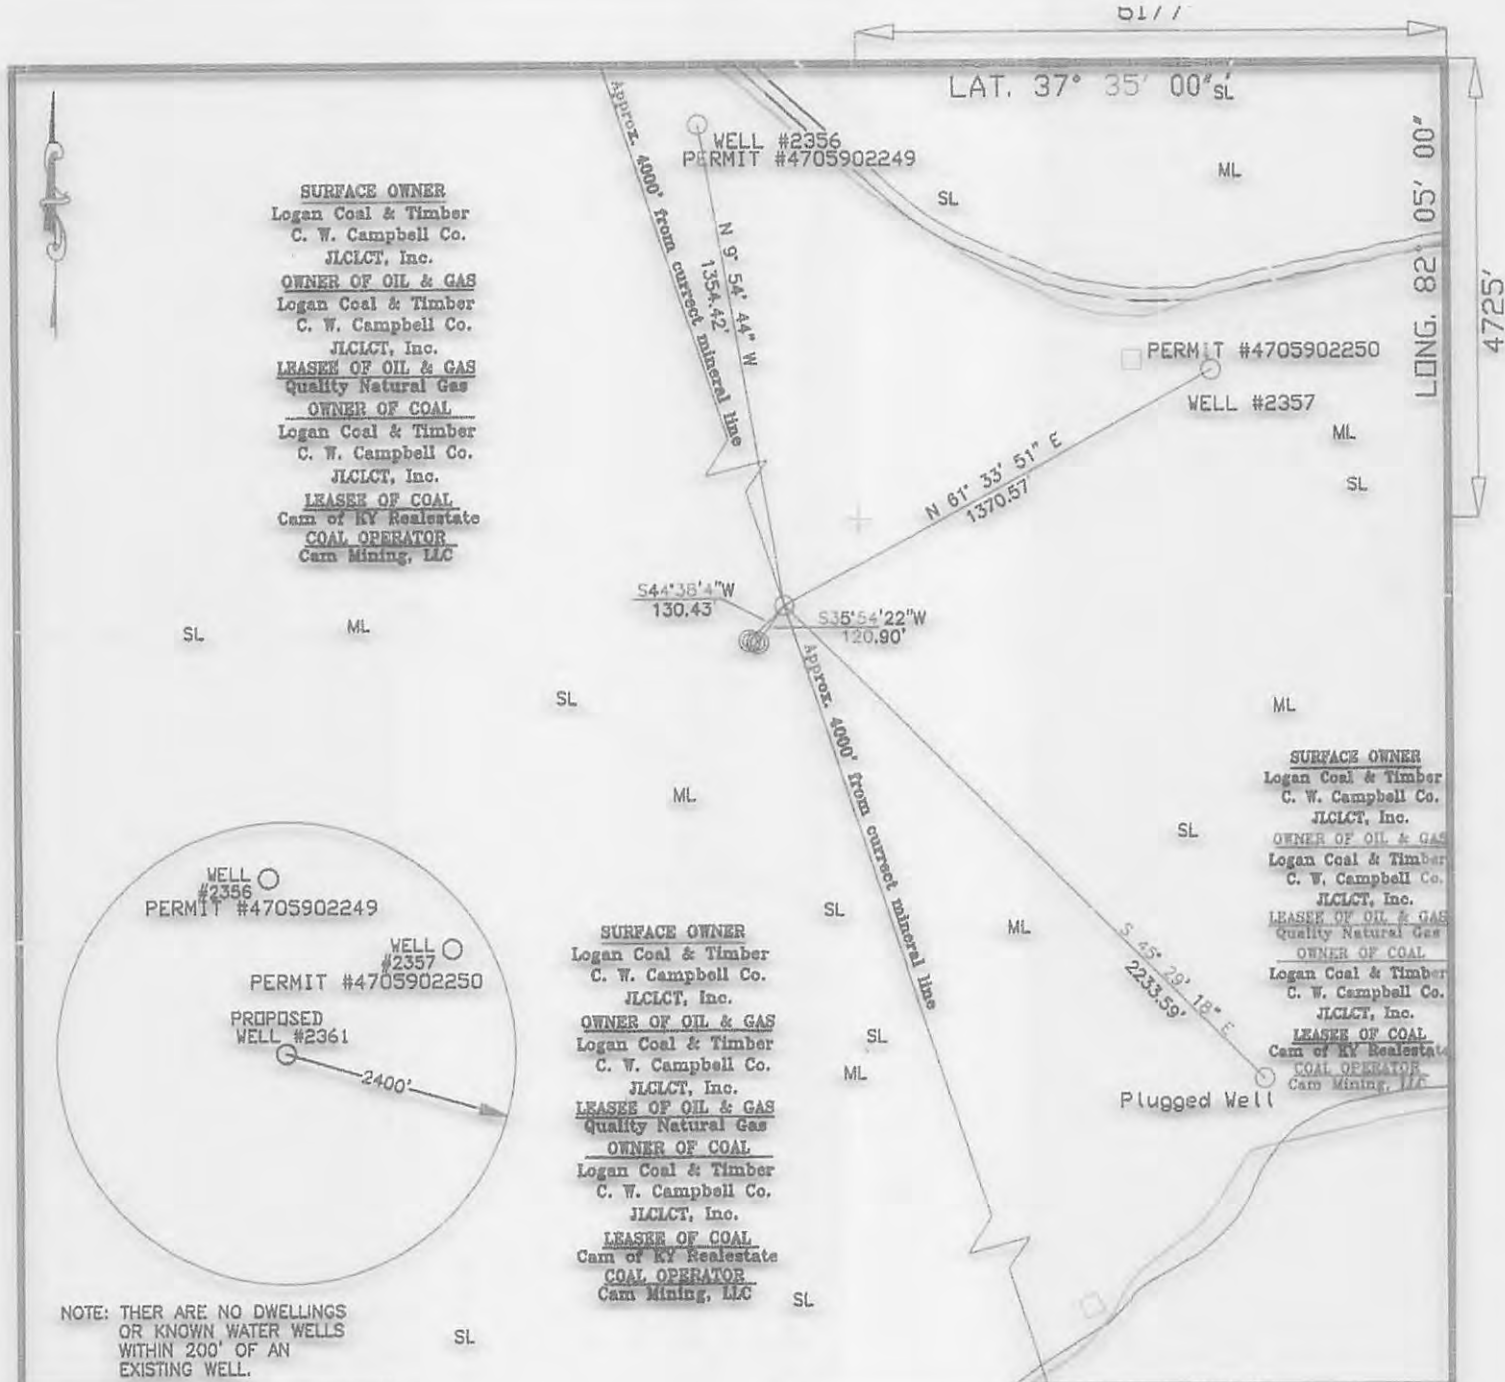 6177
LAT. 37° 35' 00"
SL
LONG. 82° 05' 00"
4725'
WELL #2356
PERMIT #4705902249
ML
SL
Approx. 4000' from currect mineral line
N 9° 54' 44" W
1354.42'
SURFACE OWNER
Logan Coal & Timber
C. W. Campbell Co.
JLCLCT, Inc.
OWNER OF OIL & GAS
Logan Coal & Timber
C. W. Campbell Co.
JLCLCT, Inc.
LEASEE OF OIL & GAS
Quality Natural Gas
OWNER OF COAL
Logan Coal & Timber
C. W. Campbell Co.
JLCLCT, Inc.
LEASEE OF COAL
Cam of KY Realestate
COAL OPERATOR
Cam Mining, LLC
PERMIT #4705902250
WELL #2357
ML
SL
N 61° 33' 51" E
1370.57'
S44°38'4"W
130.43'
S35°54'22"W
120.90'
SL
ML
SL
ML
Approx. 4000' from currect mineral line
ML
SL
SL
ML
SL
ML
S 45° 29' 18" E
2233.59'
Plugged Well
SURFACE OWNER
Logan Coal & Timber
C. W. Campbell Co.
JLCLCT, Inc.
OWNER OF OIL & GAS
Logan Coal & Timber
C. W. Campbell Co.
JLCLCT, Inc.
LEASEE OF OIL & GAS
Quality Natural Gas
OWNER OF COAL
Logan Coal & Timber
C. W. Campbell Co.
JLCLCT, Inc.
LEASEE OF COAL
Cam of KY Realestate
COAL OPERATOR
Cam Mining, LLC
WELL
#2356
PERMIT #4705902249
WELL
#2357
PERMIT #4705902250
PROPOSED
WELL #2361
2400'
SURFACE OWNER
Logan Coal & Timber
C. W. Campbell Co.
JLCLCT, Inc.
OWNER OF OIL & GAS
Logan Coal & Timber
C. W. Campbell Co.
JLCLCT, Inc.
LEASEE OF OIL & GAS
Quality Natural Gas
OWNER OF COAL
Logan Coal & Timber
C. W. Campbell Co.
JLCLCT, Inc.
LEASEE OF COAL
Cam of KY Realestate
COAL OPERATOR
Cam Mining, LLC
SL
SL
NOTE: THER ARE NO DWELLINGS
OR KNOWN WATER WELLS
WITHIN 200' OF AN
EXISTING WELL.